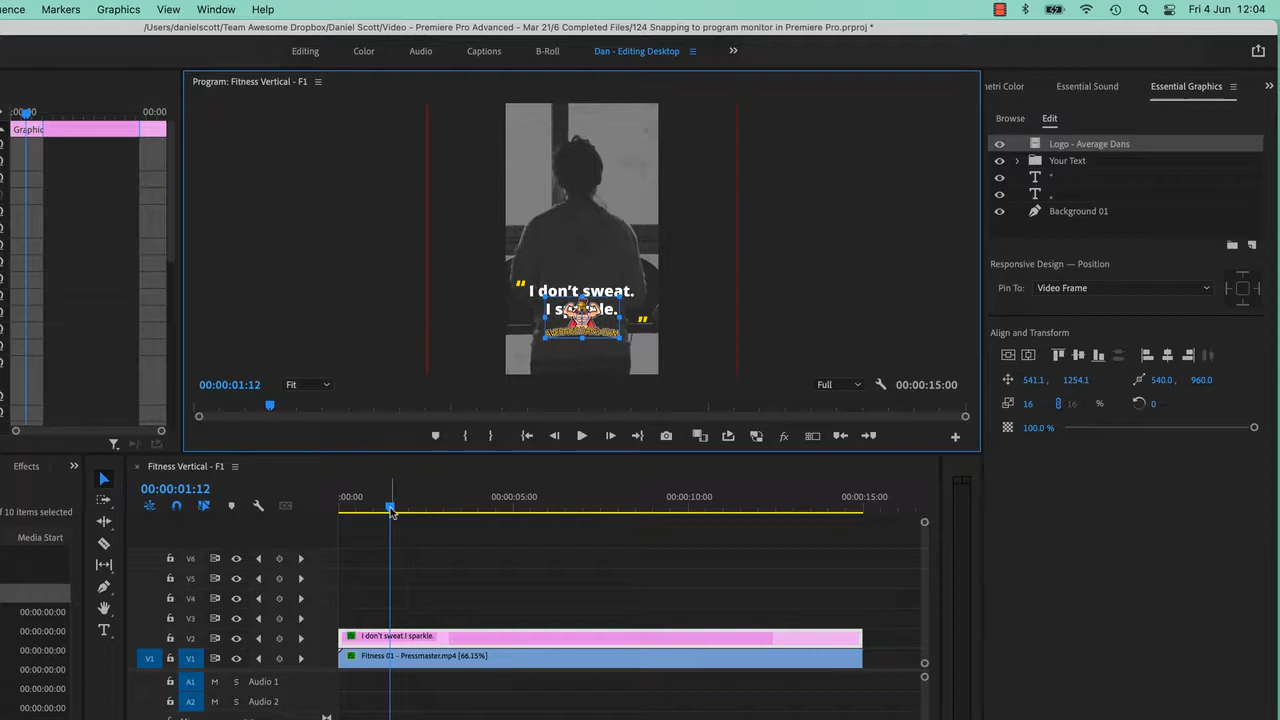 uence Markers Graphics View Window Help Fri 4 Jun 12:04
/Users/danielscott/Team Awesome Dropbox/Daniel Scott/Video - Premiere Pro Advanced - Mar 21/6 Completed Files/124 Snapping to program monitor in Premiere Pro.prproj *
Editing Color Audio Captions B-Roll Dan - Editing Desktop
Program: Fitness Vertical - F1
metri Color Essential Sound Essential Graphics
00:00
Graphic
Browse Edit
Logo - Average Dans
Your Text
"
„
Background 01
Responsive Design — Position
Pin To: Video Frame
Align and Transform
541.1 , 1254.1 540.0 , 960.0
16 16 % 0
100.0 %
“ I don’t sweat.
I sparkle. ”
AVERAGE DANS GYM
00:00:01:12 Fit Full 00:00:15:00
Effects
Fitness Vertical - F1
00:00:01:12
:00:00 00:00:05:00 00:00:10:00 00:00:15:00
of 10 items selected
Media Start
V6
V5
V4
V3
V2 I don't sweat.I sparkle.
V1 V1 Fitness 01 - Pressmaster.mp4 [66.15%]
A1 M S Audio 1
A2 M S Audio 2
00:00:00:00
00:00:00:00
00:00:00:00
00:00:00:00
00:00:00:00